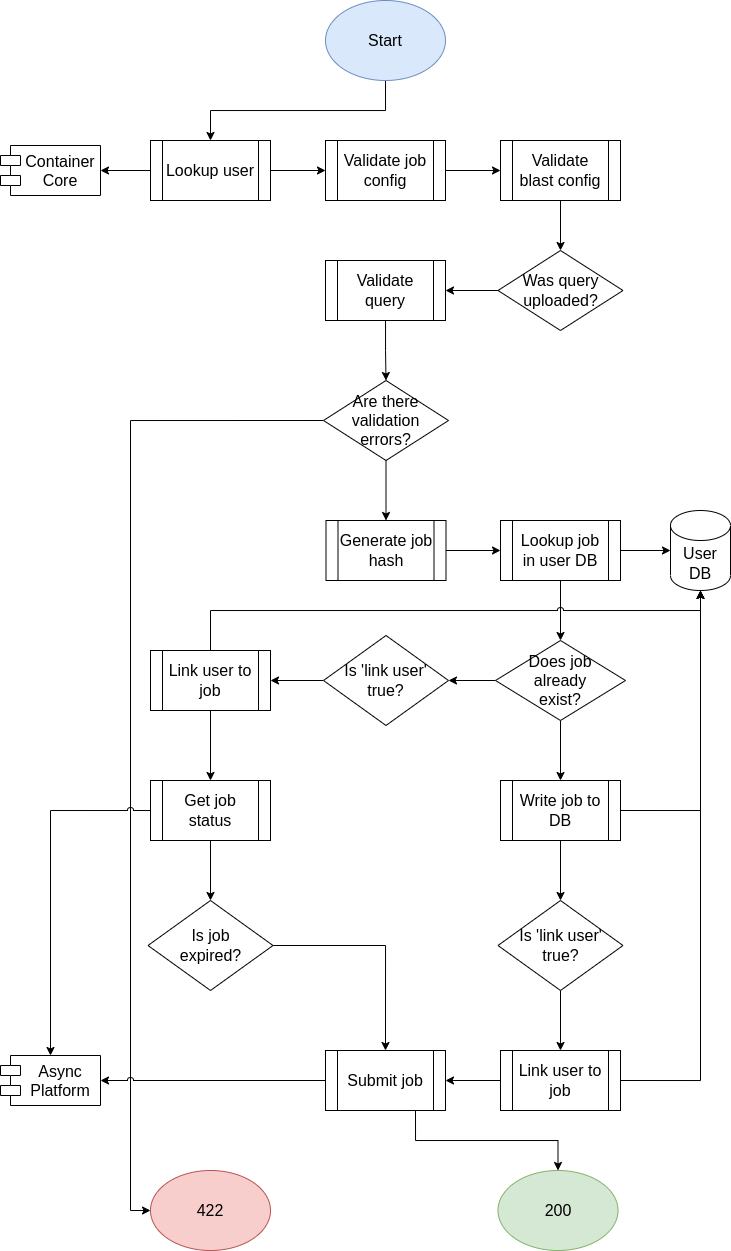 Start
Container
Core
Lookup user
Validate job
config
Validate
blast config
Validate
query
Was query
uploaded?
Are there
validation
errors?
Generate job
hash
Lookup job
in user DB
User
DB
Link user to
job
Is 'link user'
true?
Does job
already
exist?
Get job
status
Write job to
DB
Is job
expired?
Is 'link user'
true?
Async
Platform
Submit job
Link user to
job
422
200